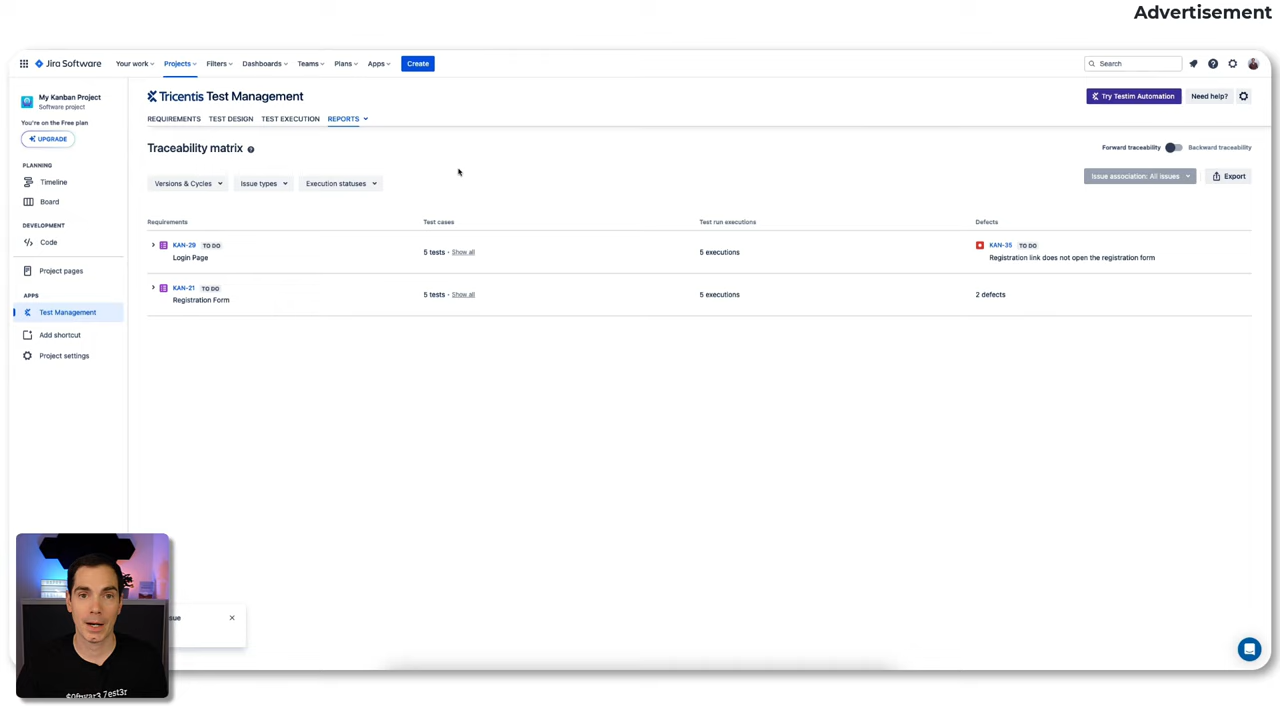 Advertisement
Jira Software
Your work
Projects
Filters
Dashboards
Teams
Plans
Apps
Create
Search
My Kanban Project
Software project
You're on the Free plan
UPGRADE
PLANNING
Timeline
Board
DEVELOPMENT
Code
Project pages
APPS
Test Management
Add shortcut
Project settings
Tricentis Test Management
Try Testim Automation
Need help?
REQUIREMENTS TEST DESIGN TEST EXECUTION REPORTS
Traceability matrix
Forward traceability
Backward traceability
Versions & Cycles
Issue types
Execution statuses
Issue association: All issues
Export
Requirements Test cases Test run executions Defects
KAN-29 TO DO
Login Page
5 tests - Show all
5 executions
KAN-35 TO DO
Registration link does not open the registration form
KAN-21 TO DO
Registration Form
5 tests - Show all
5 executions
2 defects
sue
$0ftwar3 7est3r